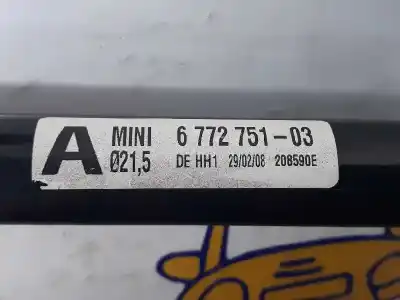 A MINI 6 772 751-03
Ø21,5 DE HH1 29/02/08 208590E